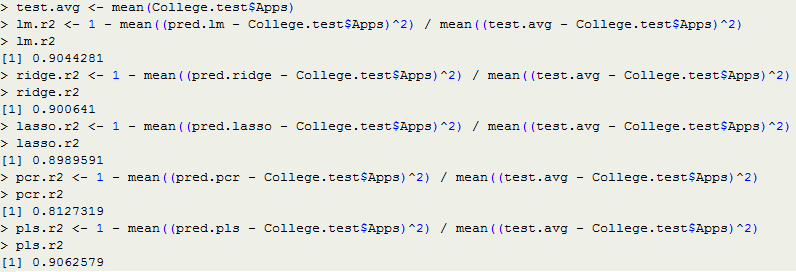 > test.avg <- mean(College.test$Apps)
> lm.r2 <- 1 - mean((pred.lm - College.test$Apps)^2) / mean((test.avg - College.test$Apps)^2)
> lm.r2
[1] 0.9044281
> ridge.r2 <- 1 - mean((pred.ridge - College.test$Apps)^2) / mean((test.avg - College.test$Apps)^2)
> ridge.r2
[1] 0.900641
> lasso.r2 <- 1 - mean((pred.lasso - College.test$Apps)^2) / mean((test.avg - College.test$Apps)^2)
> lasso.r2
[1] 0.8989591
> pcr.r2 <- 1 - mean((pred.pcr - College.test$Apps)^2) / mean((test.avg - College.test$Apps)^2)
> pcr.r2
[1] 0.8127319
> pls.r2 <- 1 - mean((pred.pls - College.test$Apps)^2) / mean((test.avg - College.test$Apps)^2)
> pls.r2
[1] 0.9062579